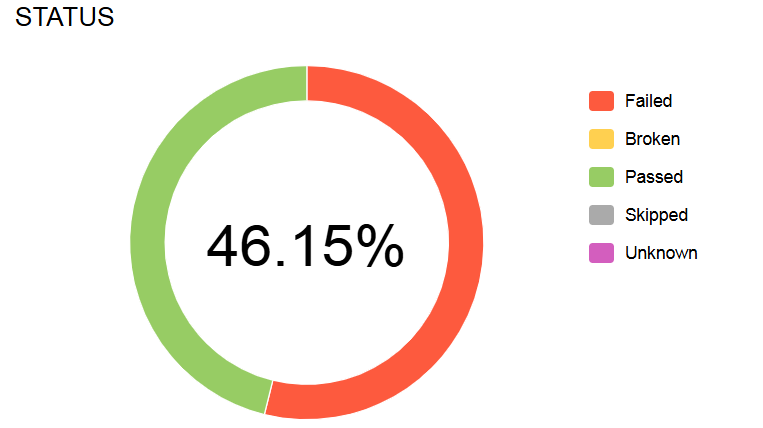 STATUS
46.15%
Failed
Broken
Passed
Skipped
Unknown